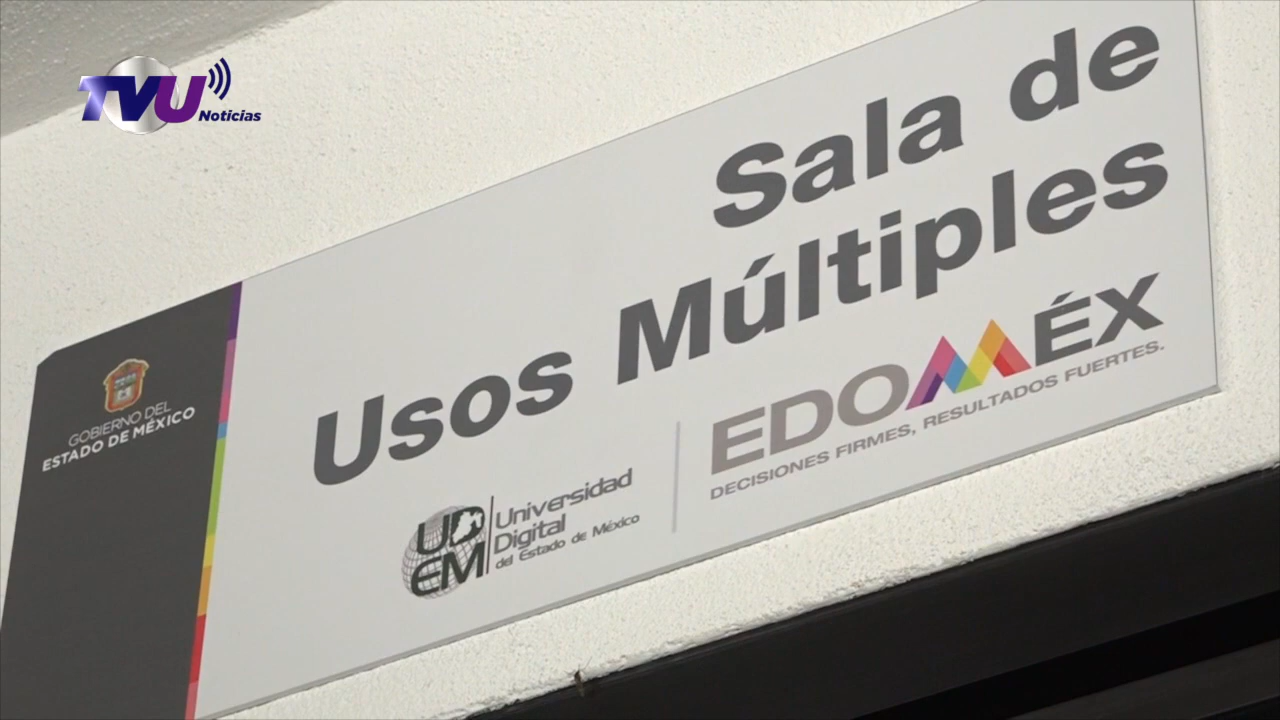 TVU
Noticias
Sala de
Usos Múltiples
GOBIERNO DEL
ESTADO DE MÉXICO
UDEM
Universidad
Digital
del Estado de México
EDOMÉX
DECISIONES FIRMES, RESULTADOS FUERTES.